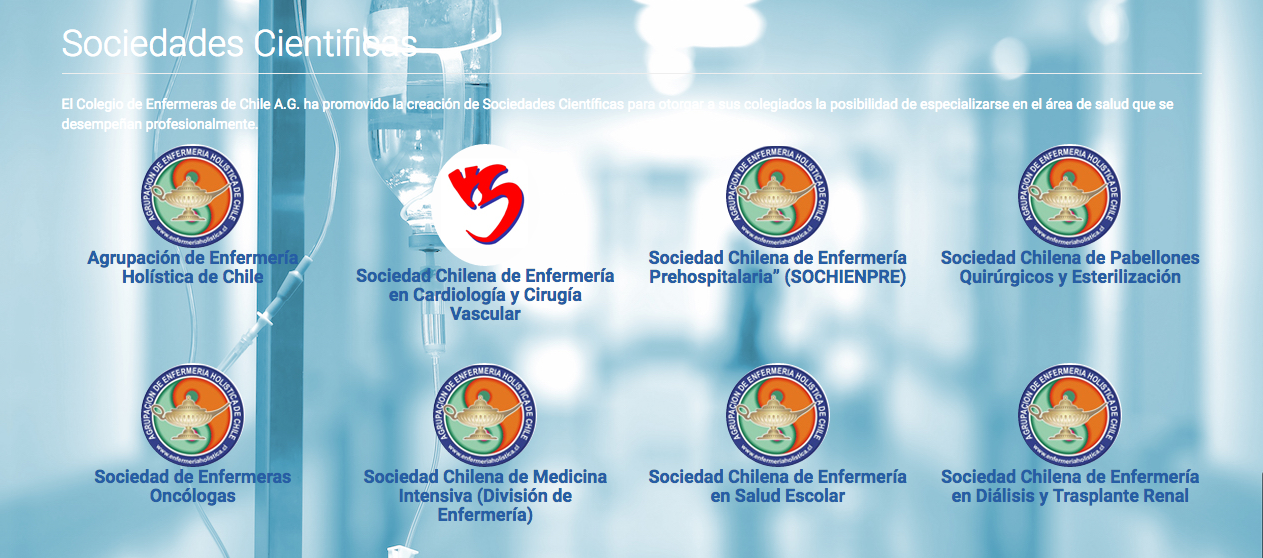 Sociedades Cientificas
El Colegio de Enfermeras de Chile A.G. ha promovido la creación de Sociedades Científicas para otorgar a sus colegiados la posibilidad de especializarse en el área de salud que se
desempeñan profesionalmente.
AGRUPACION DE ENFERMERIA HOLISTICA DE CHILE
www.enfermeriaholistica.cl
Agrupación de Enfermería
Holística de Chile
Sociedad Chilena de Enfermería
en Cardiología y Cirugía
Vascular
AGRUPACION DE ENFERMERIA HOLISTICA DE CHILE
www.enfermeriaholistica.cl
Sociedad Chilena de Enfermería
Prehospitalaria” (SOCHIENPRE)
AGRUPACION DE ENFERMERIA HOLISTICA DE CHILE
www.enfermeriaholistica.cl
Sociedad Chilena de Pabellones
Quirúrgicos y Esterilización
AGRUPACION DE ENFERMERIA HOLISTICA DE CHILE
www.enfermeriaholistica.cl
Sociedad de Enfermeras
Oncólogas
AGRUPACION DE ENFERMERIA HOLISTICA DE CHILE
www.enfermeriaholistica.cl
Sociedad Chilena de Medicina
Intensiva (División de
Enfermería)
AGRUPACION DE ENFERMERIA HOLISTICA DE CHILE
www.enfermeriaholistica.cl
Sociedad Chilena de Enfermería
en Salud Escolar
AGRUPACION DE ENFERMERIA HOLISTICA DE CHILE
www.enfermeriaholistica.cl
Sociedad Chilena de Enfermería
en Diálisis y Trasplante Renal